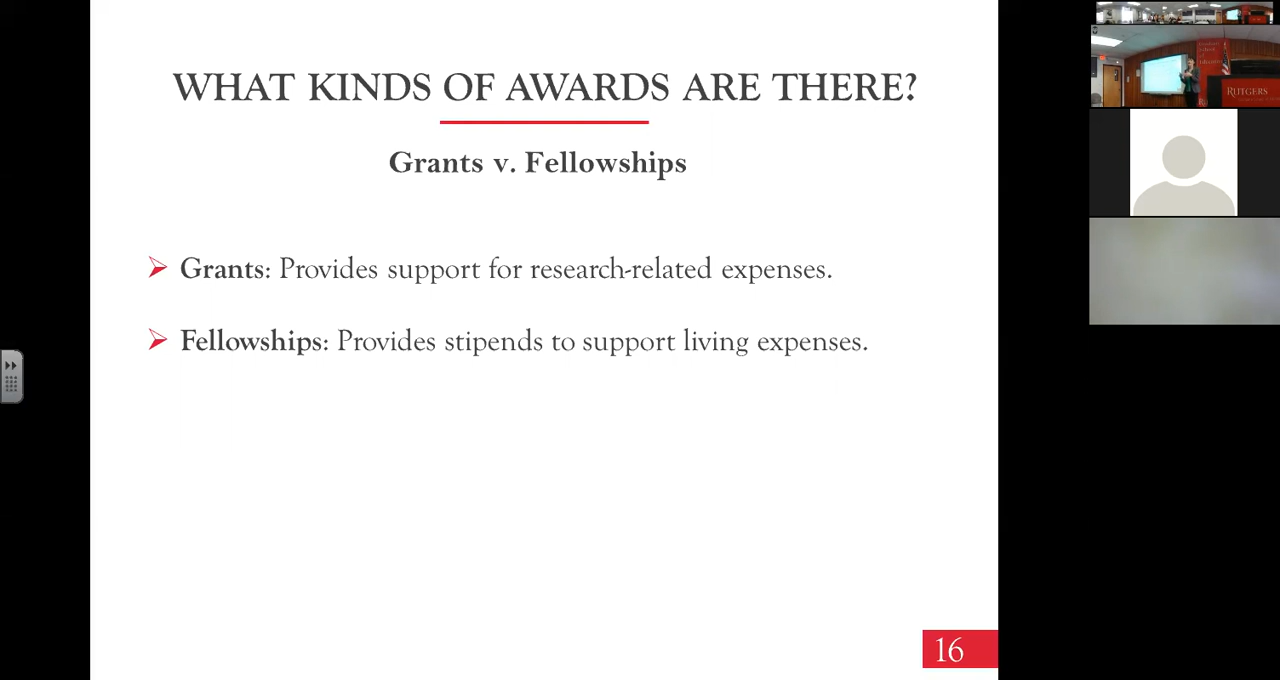 WHAT KINDS OF AWARDS ARE THERE?
Grants v. Fellowships
Grants: Provides support for research-related expenses.
Fellowships: Provides stipends to support living expenses.
16
RUTGERS